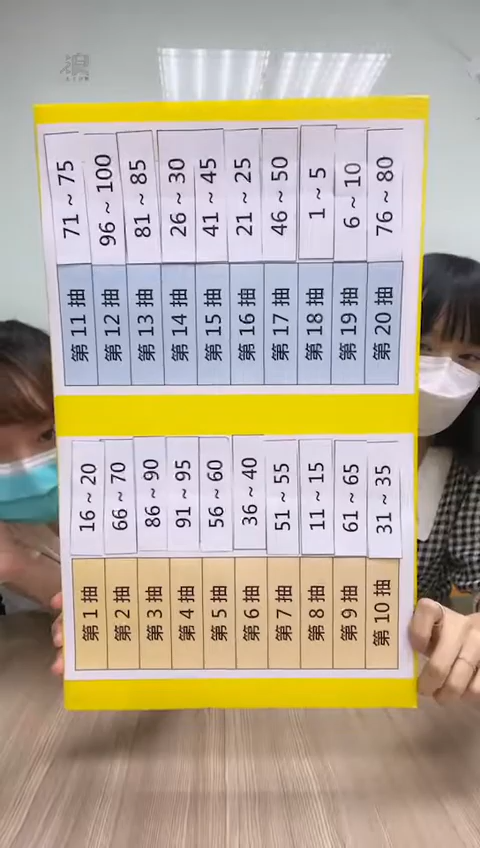 第 1 抽 16 ~ 20
第 2 抽 66 ~ 70
第 3 抽 86 ~ 90
第 4 抽 91 ~ 95
第 5 抽 56 ~ 60
第 6 抽 36 ~ 40
第 7 抽 51 ~ 55
第 8 抽 11 ~ 15
第 9 抽 61 ~ 65
第 10 抽 31 ~ 35
第 11 抽 71 ~ 75
第 12 抽 96 ~ 100
第 13 抽 81 ~ 85
第 14 抽 26 ~ 30
第 15 抽 41 ~ 45
第 16 抽 21 ~ 25
第 17 抽 46 ~ 50
第 18 抽 1 ~ 5
第 19 抽 6 ~ 10
第 20 抽 76 ~ 80